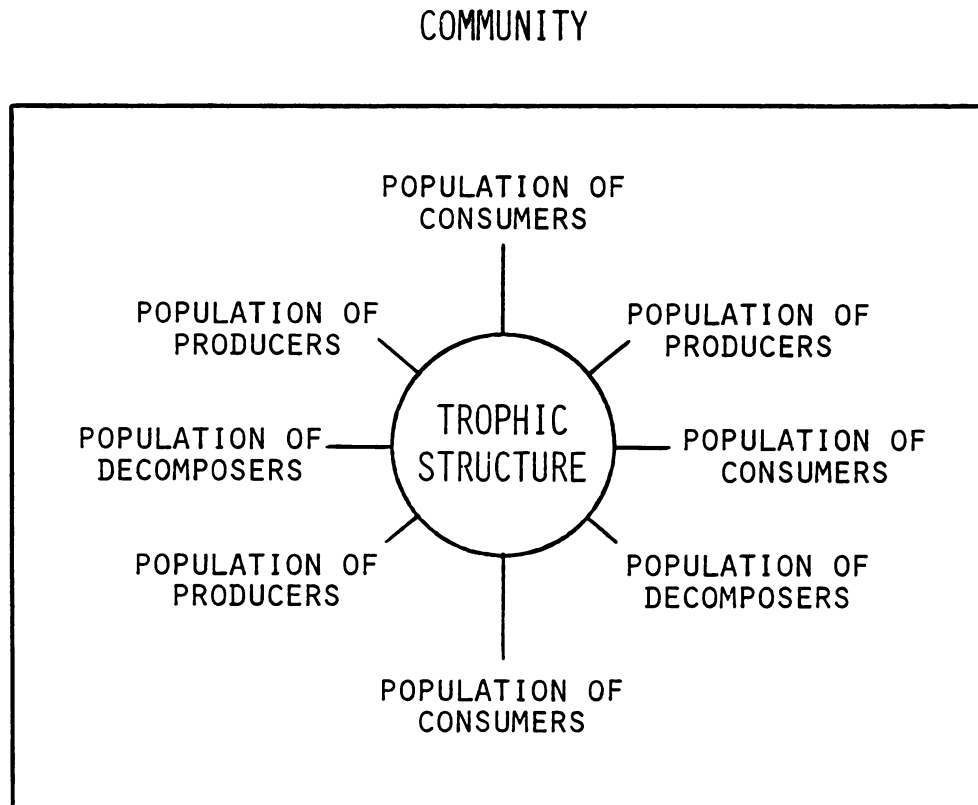 COMMUNITY
POPULATION OF
CONSUMERS
POPULATION OF
PRODUCERS
POPULATION OF
PRODUCERS
POPULATION OF
DECOMPOSERS
TROPHIC
STRUCTURE
POPULATION OF
CONSUMERS
POPULATION OF
PRODUCERS
POPULATION OF
DECOMPOSERS
POPULATION OF
CONSUMERS